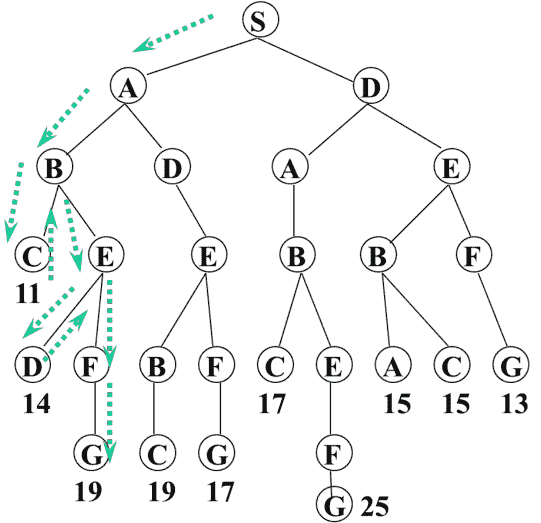 S
A D
B D A E
C E E B B F
11
D F B F C E A C G
14 17 15 15 13
G C G F
19 19 17
G 25